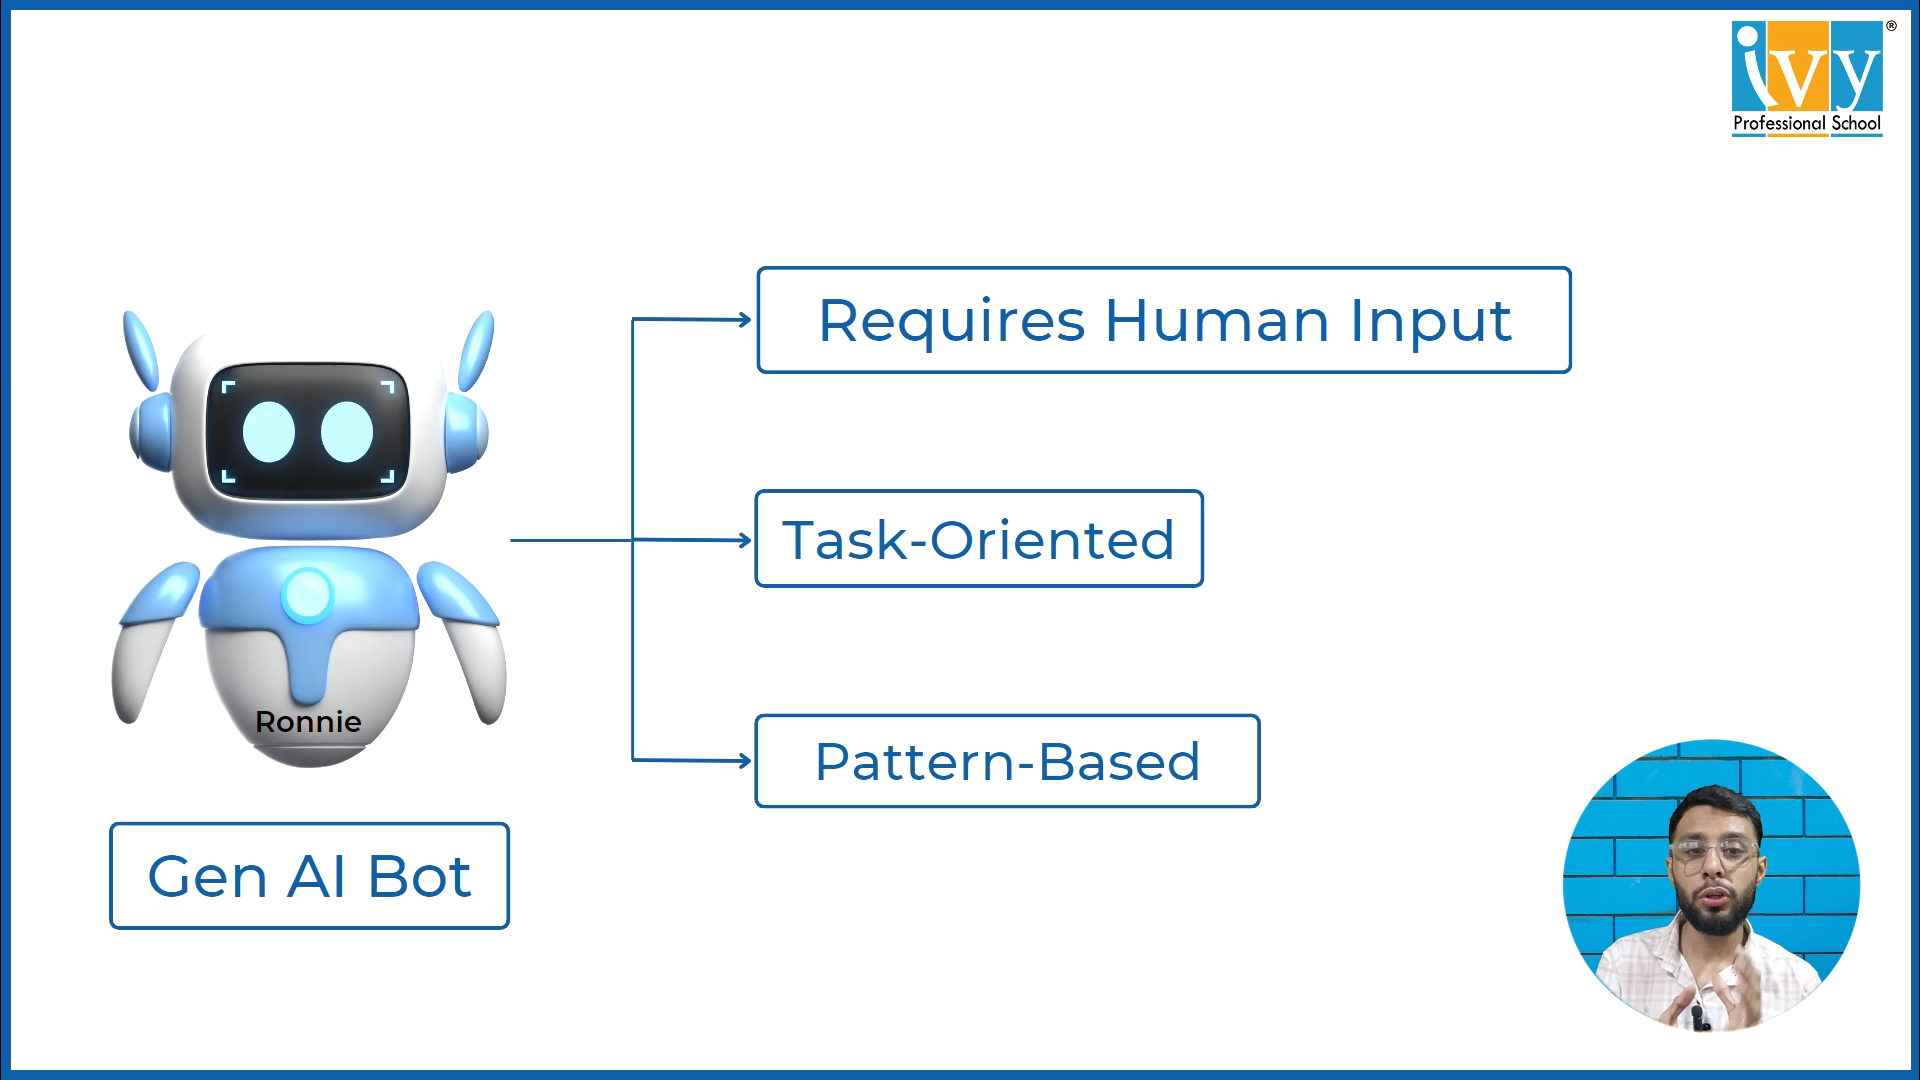 ivy
®
Professional School
Requires Human Input
Task-Oriented
Pattern-Based
Ronnie
Gen AI Bot